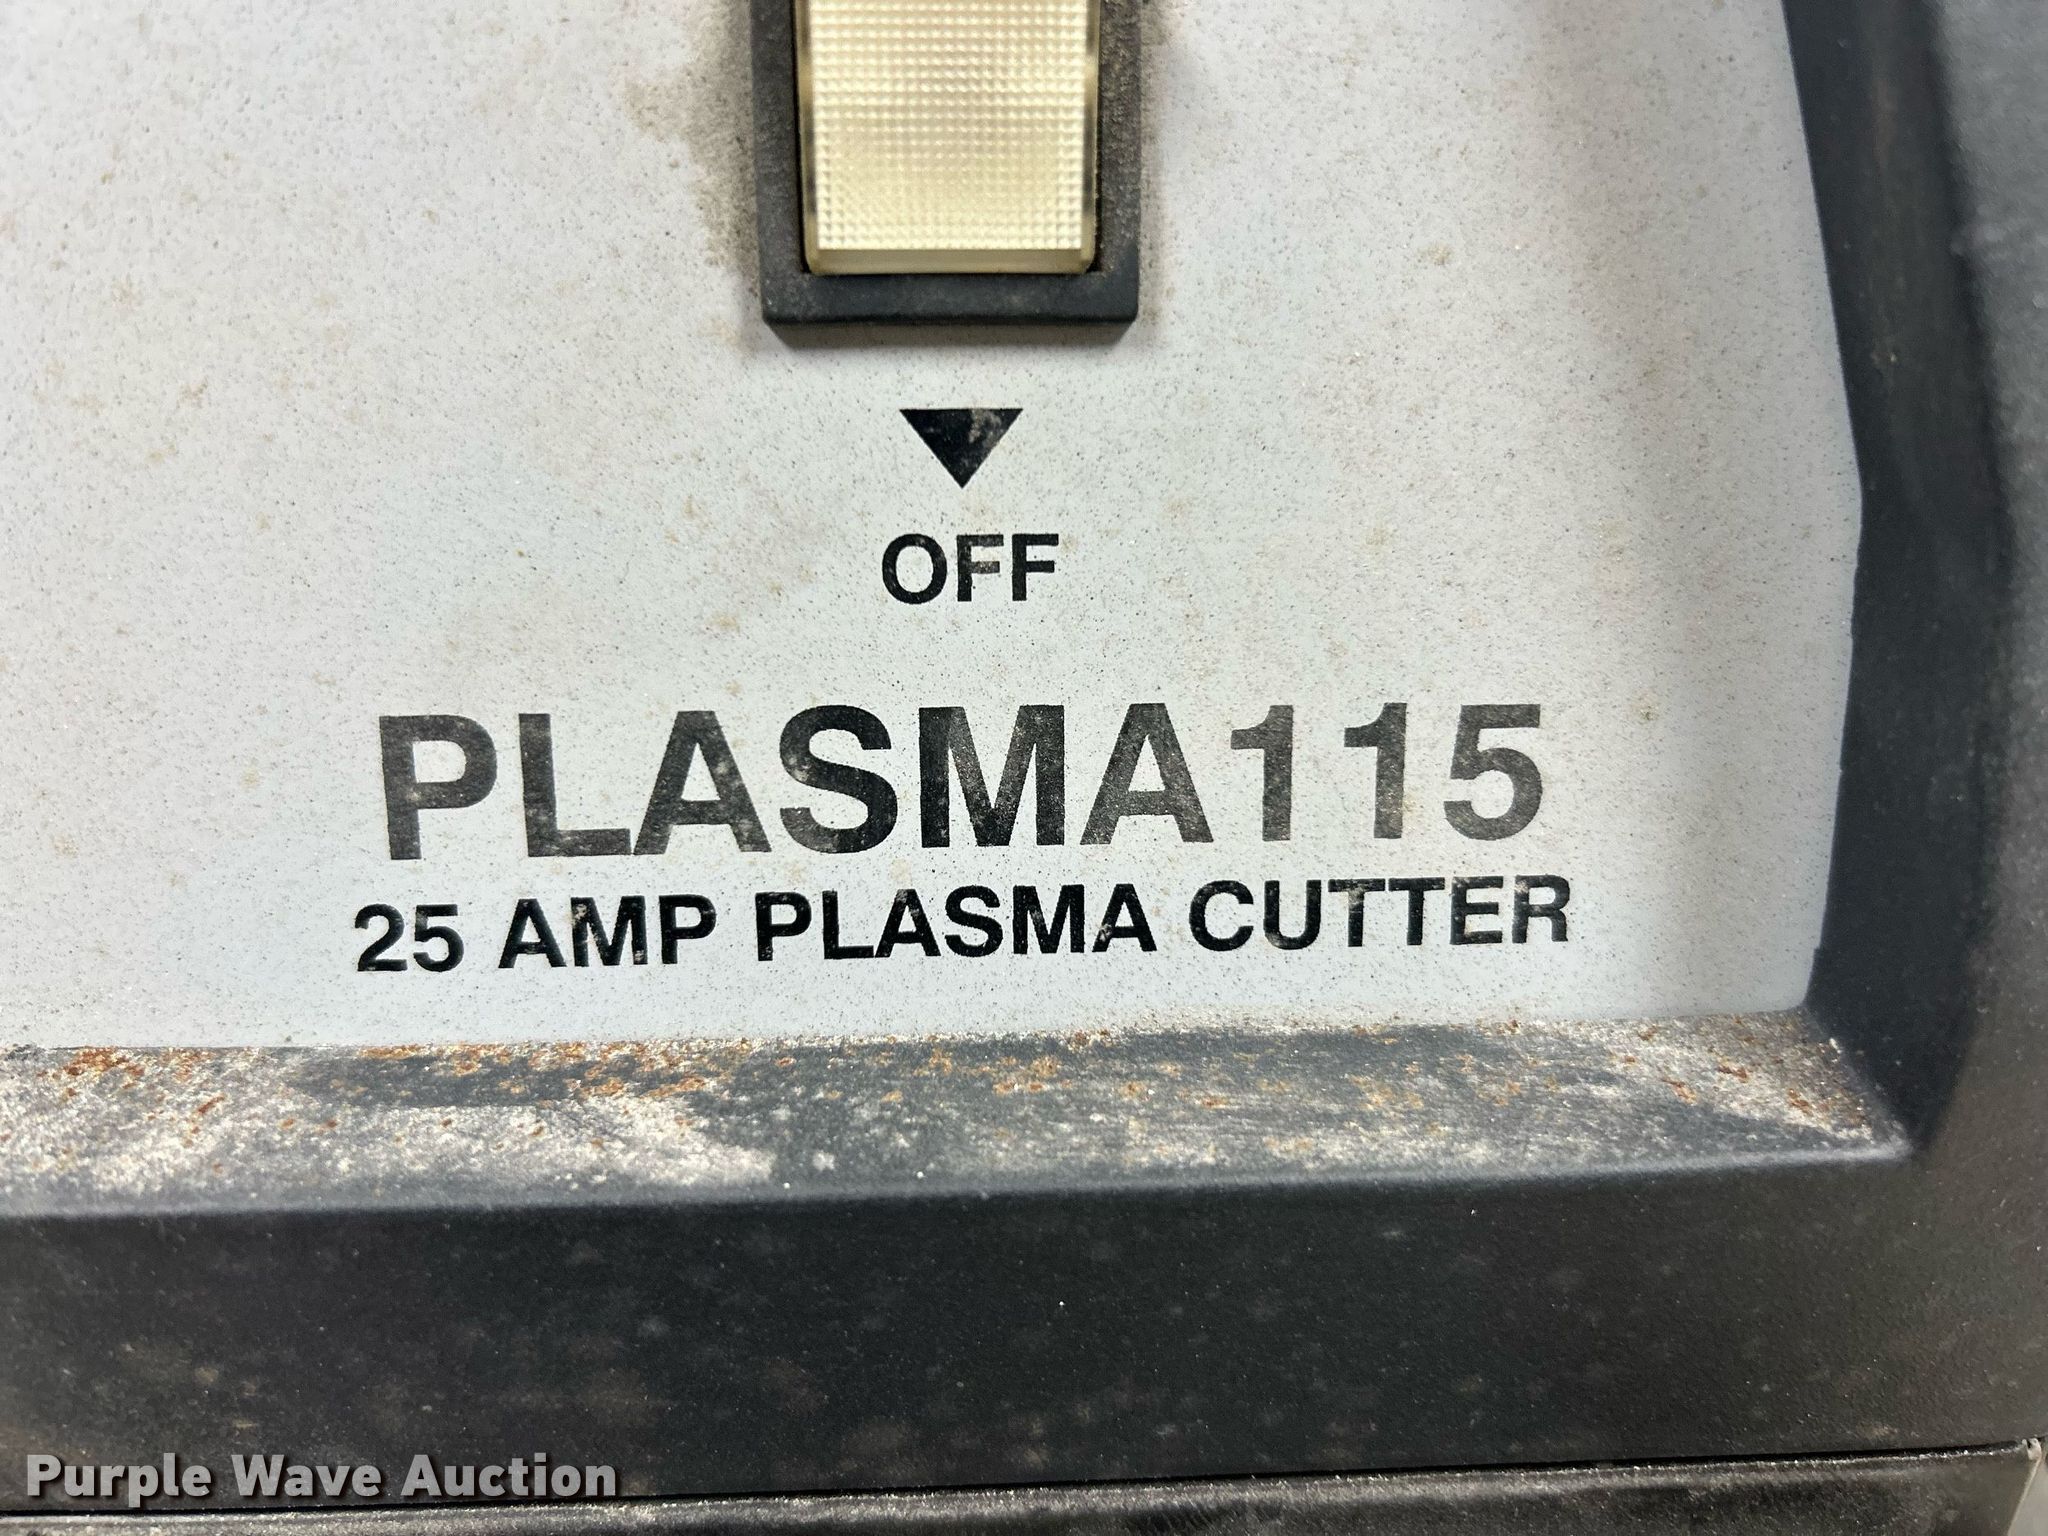 OFF
PLASMA115
25 AMP PLASMA CUTTER
Purple Wave Auction